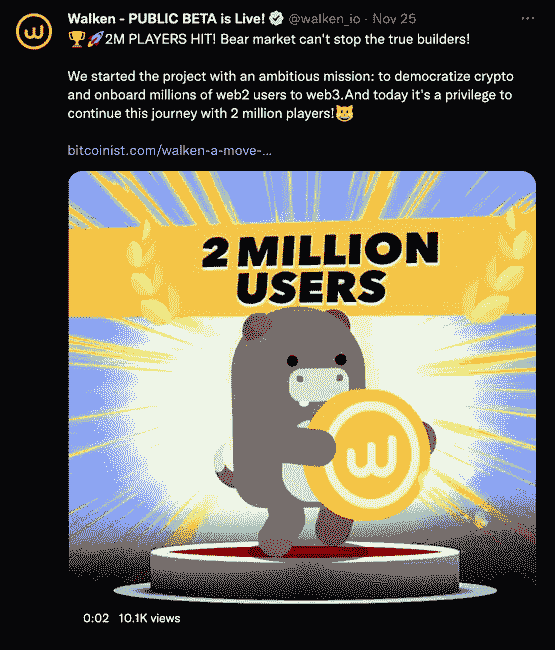 Walken - PUBLIC BETA is Live! @walken_io · Nov 25
🏆🚀2M PLAYERS HIT! Bear market can't stop the true builders!
We started the project with an ambitious mission: to democratize crypto
and onboard millions of web2 users to web3.And today it's a privilege to
continue this journey with 2 million players!😺
bitcoinist.com/walken-a-move-...
2 MILLION
USERS
0:02 10.1K views